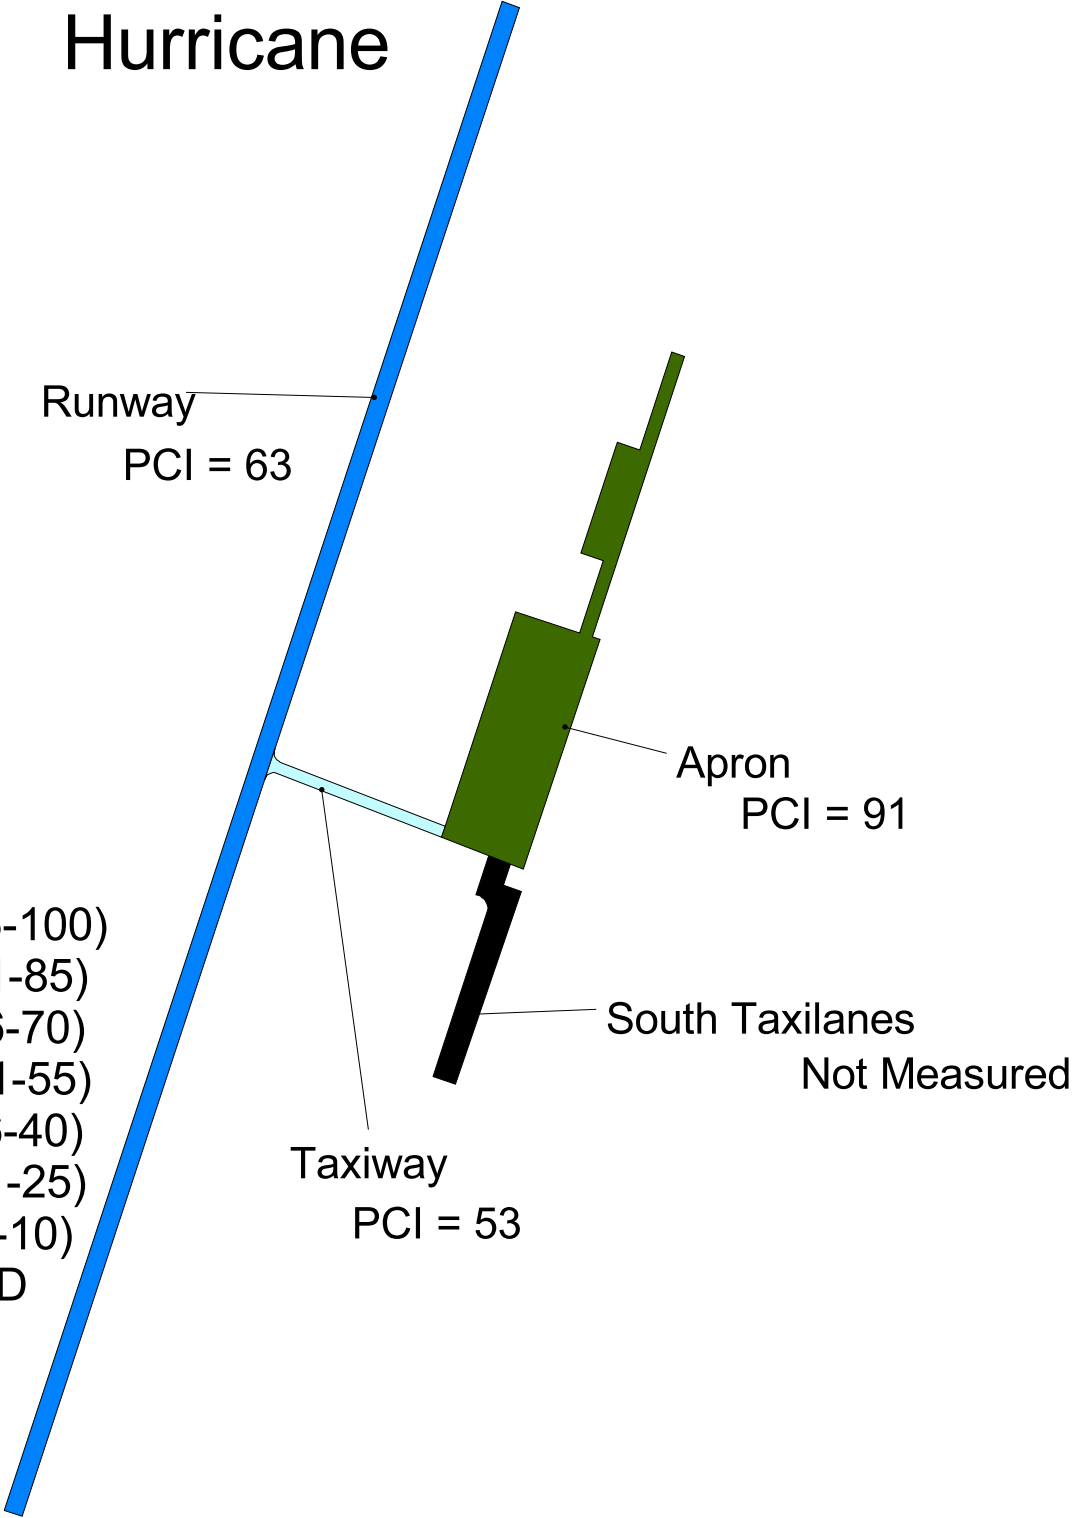 Hurricane
Runway
PCI = 63
Apron
PCI = 91
-100)
-85)
-70)
-55)
-40)
-25)
-10)
D
South Taxilanes
Not Measured
Taxiway
PCI = 53